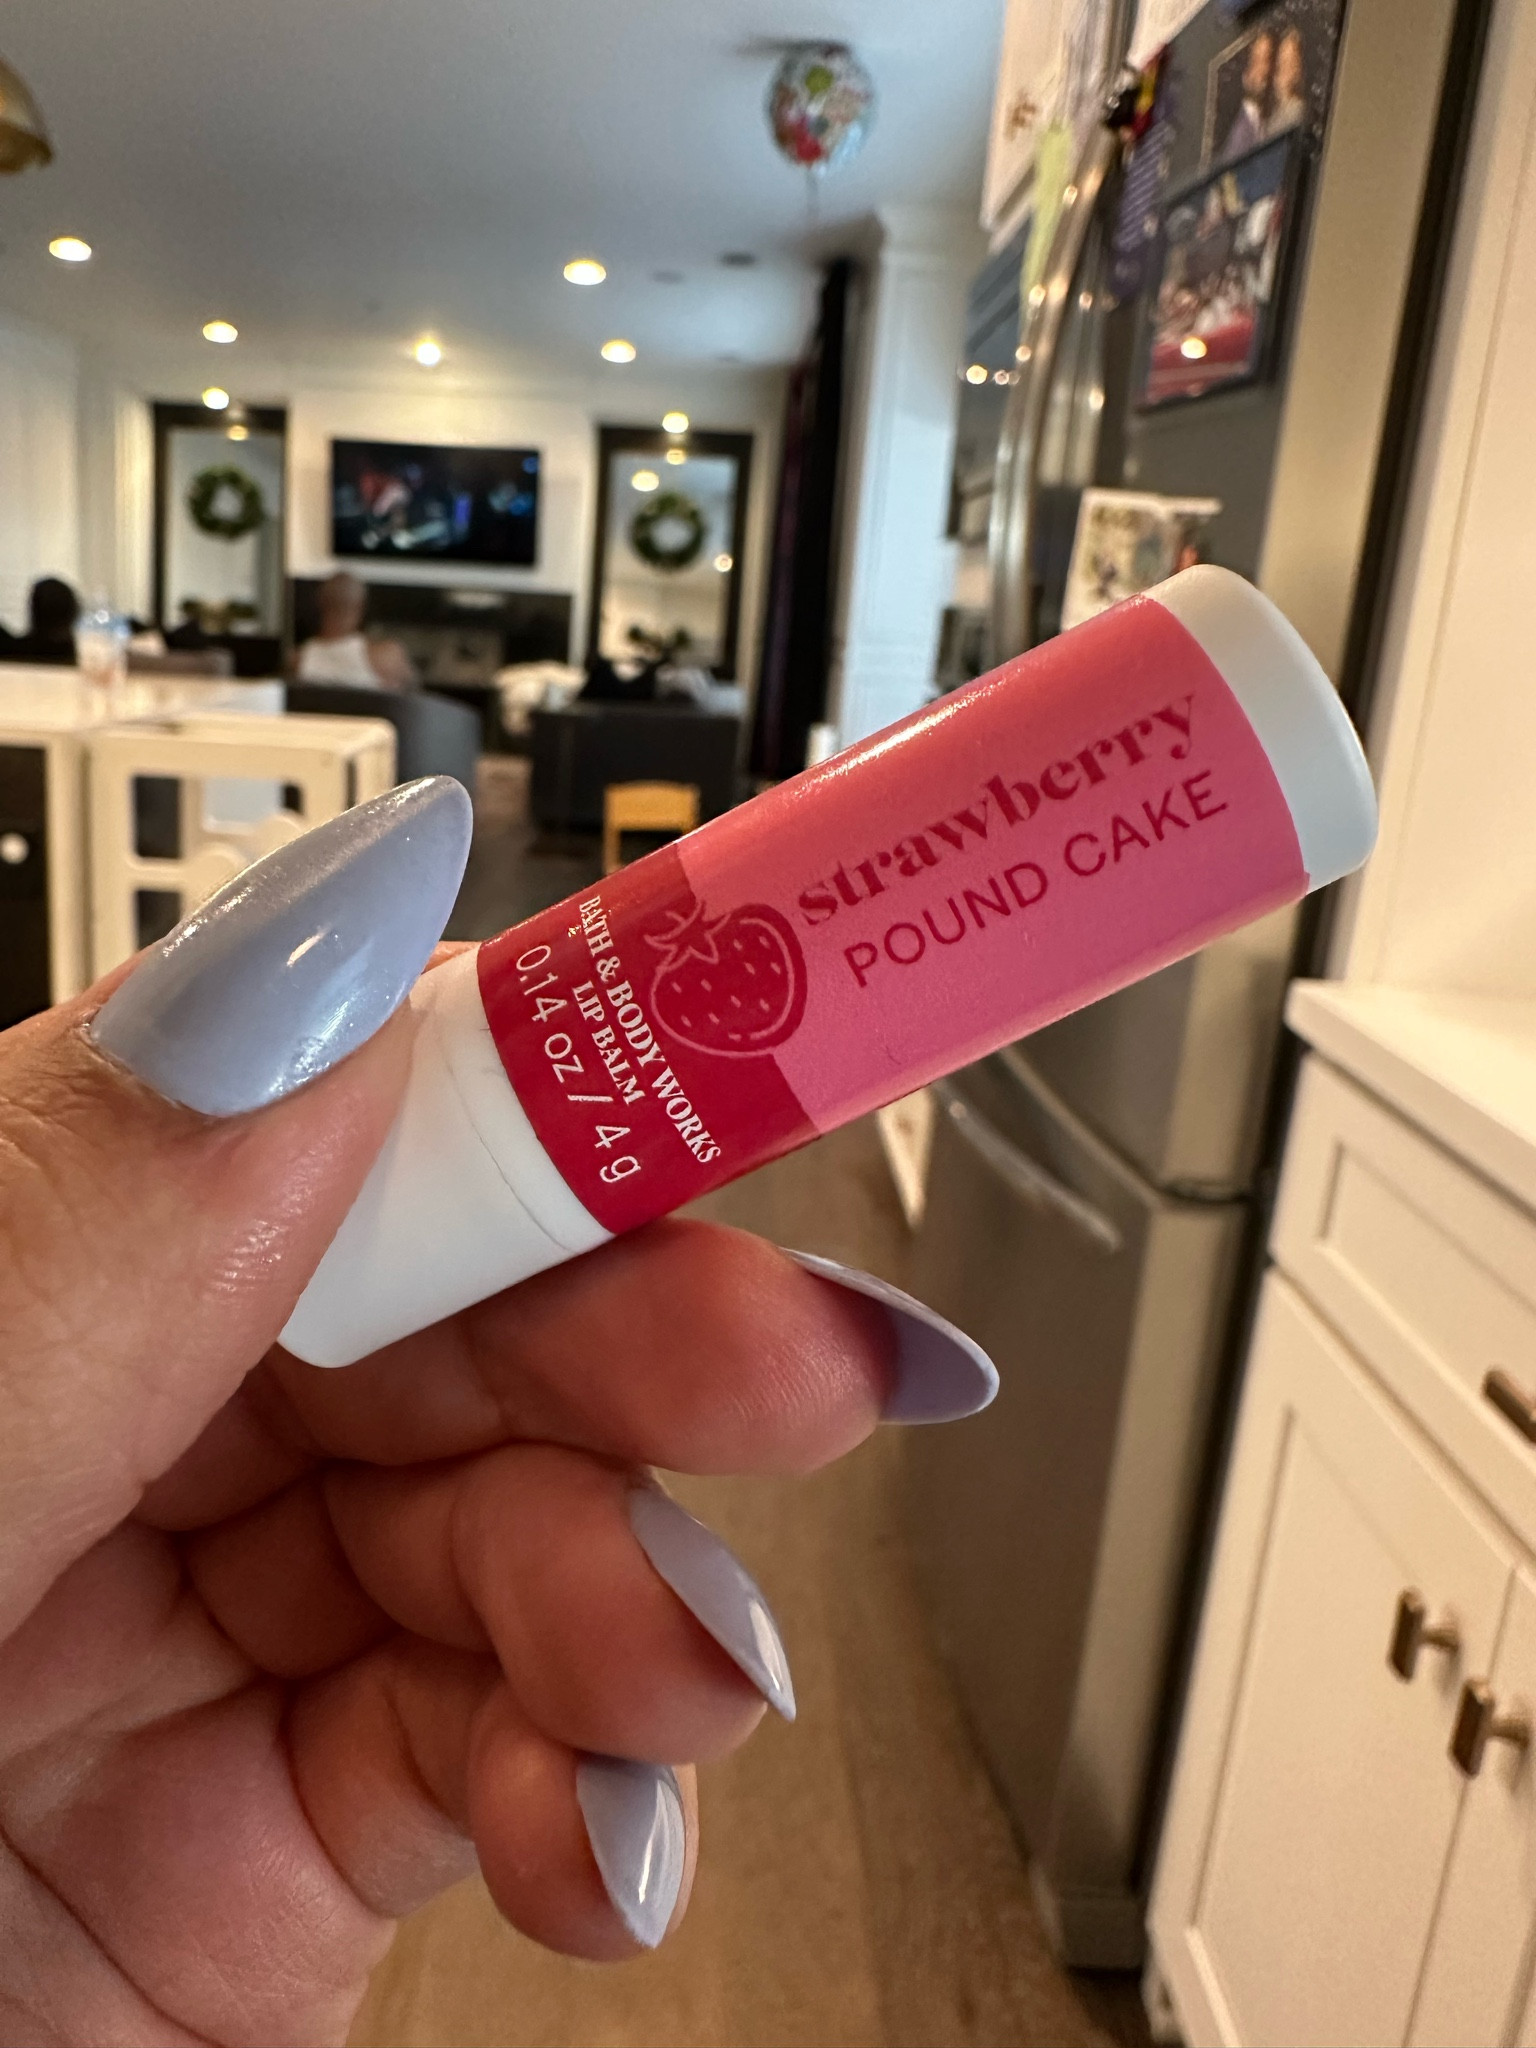 strawberry
POUND CAKE
BATH & BODY WORKS
LIP BALM
0.14 oz / 4 g